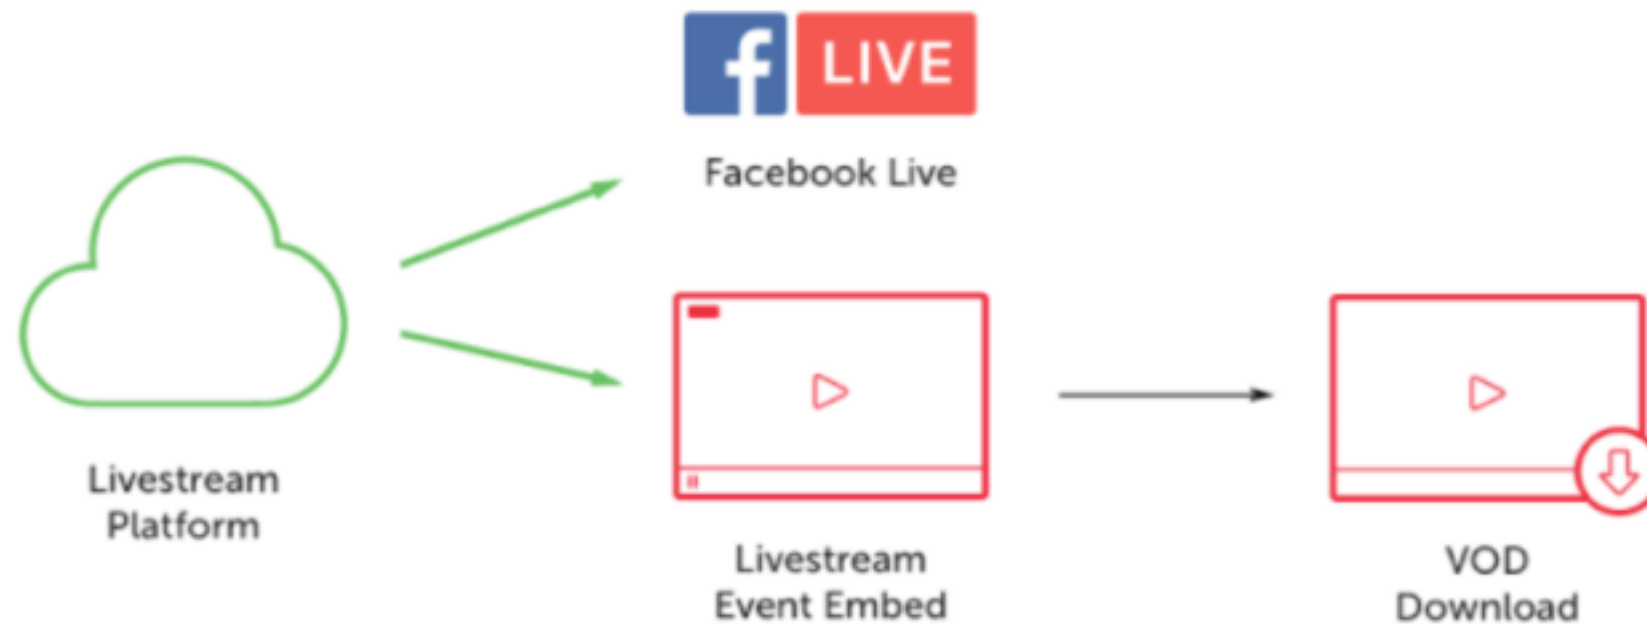 f LIVE
Facebook Live
Livestream
Platform
Livestream
Event Embed
VOD
Download